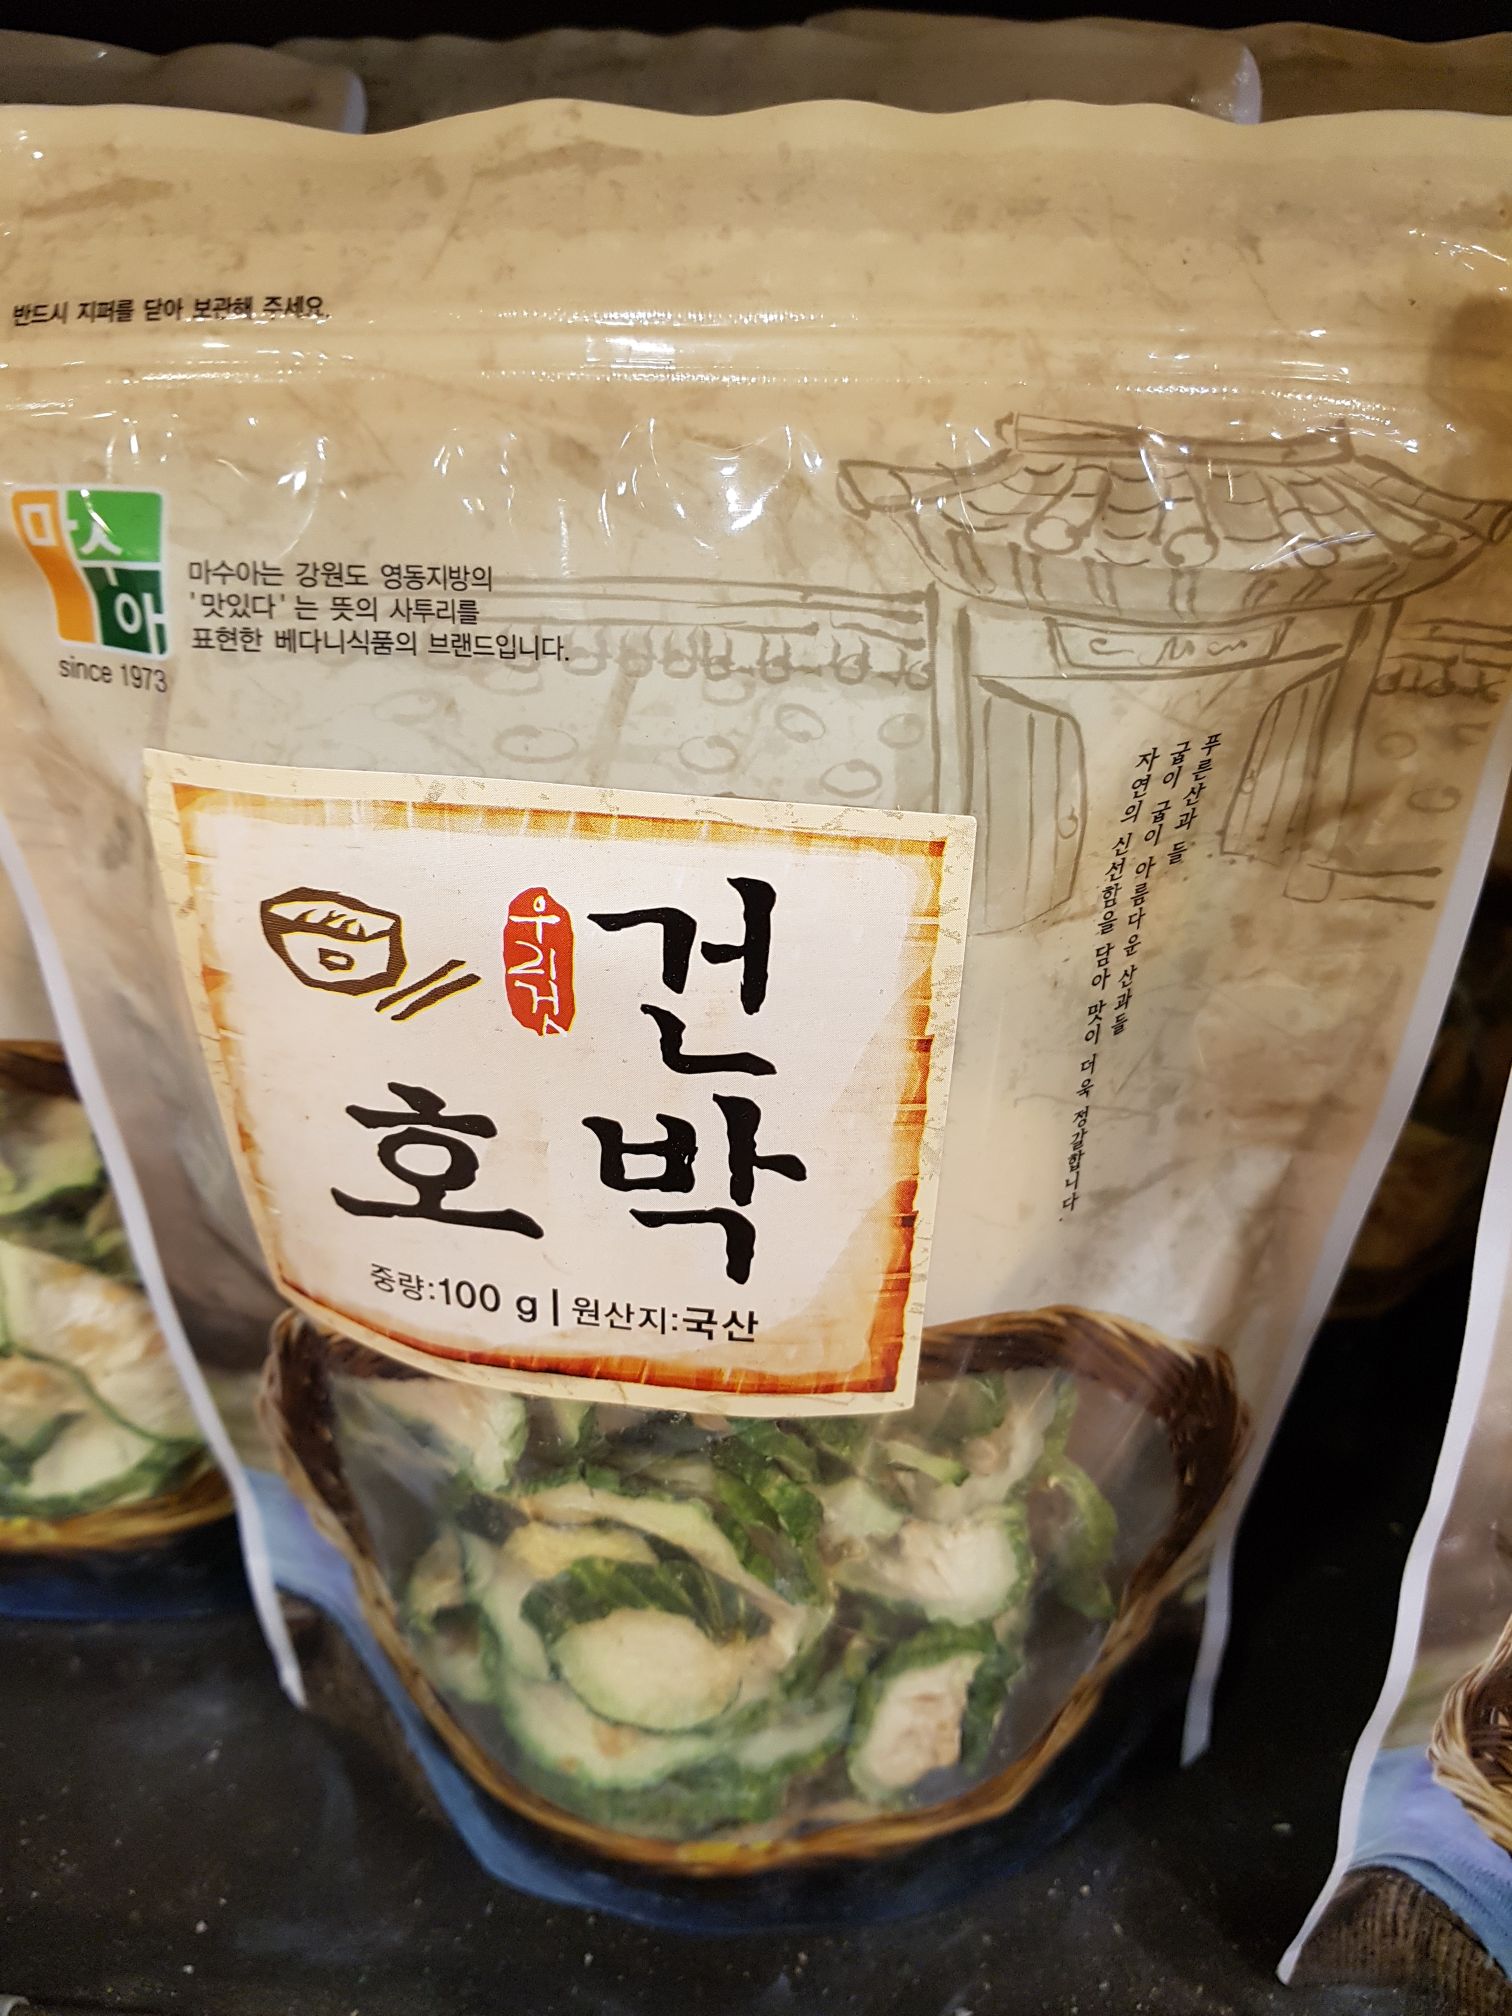 반드시 지퍼를 닫아 보관해 주세요.
마수아
since 1973
마수아는 강원도 영동지방의
'맛있다'는 뜻의 사투리를
표현한 베다니식품의 브랜드입니다.
푸른산과 들
굽이 굽이 아름다운 산과들
자연의 신선함을 담아 맛이 더욱 정갈합니다.
우리것
건
호박
중량:100 g | 원산지:국산